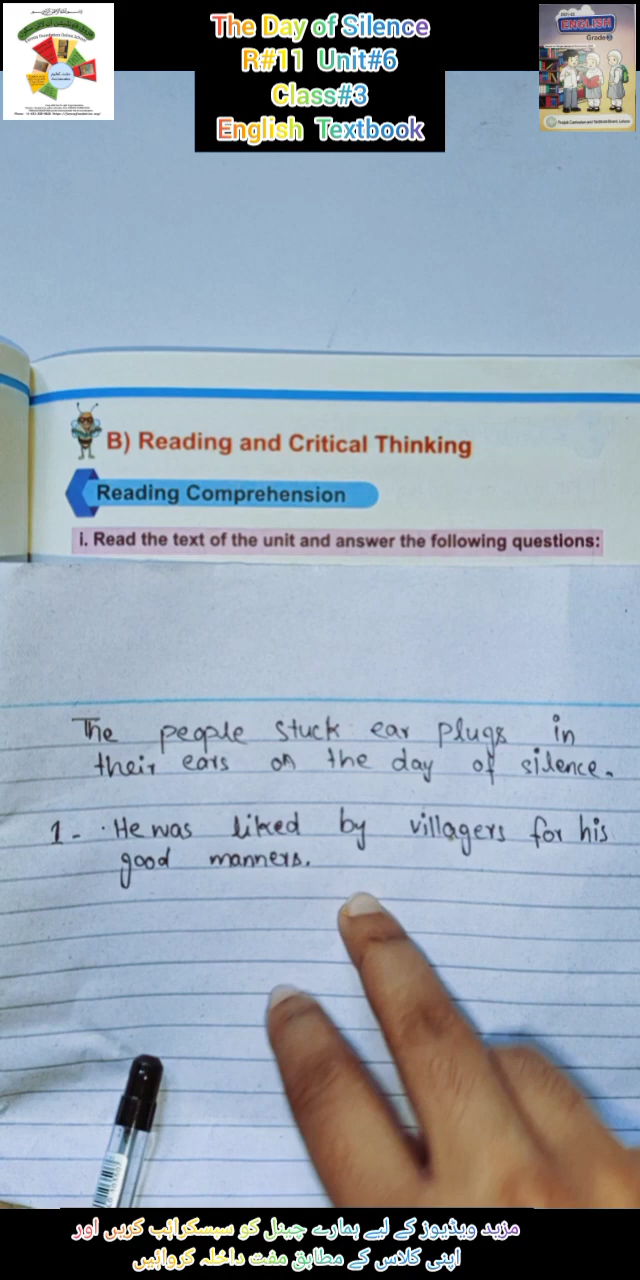 The Day of Silence
R#11 Unit#6
Class#3
English Textbook
ENGLISH
Grade 3
B) Reading and Critical Thinking
Reading Comprehension
i. Read the text of the unit and answer the following questions:
The people stuck ear plugs in
their ears on the day of silence.
1- He was liked by villagers for his
good manners.
مزید ویڈیوز کے لیے ہمارے چینل کو سبسکرائب کریں اور
اپنی کلاس کے مطابق مفت داخلہ کروائیں